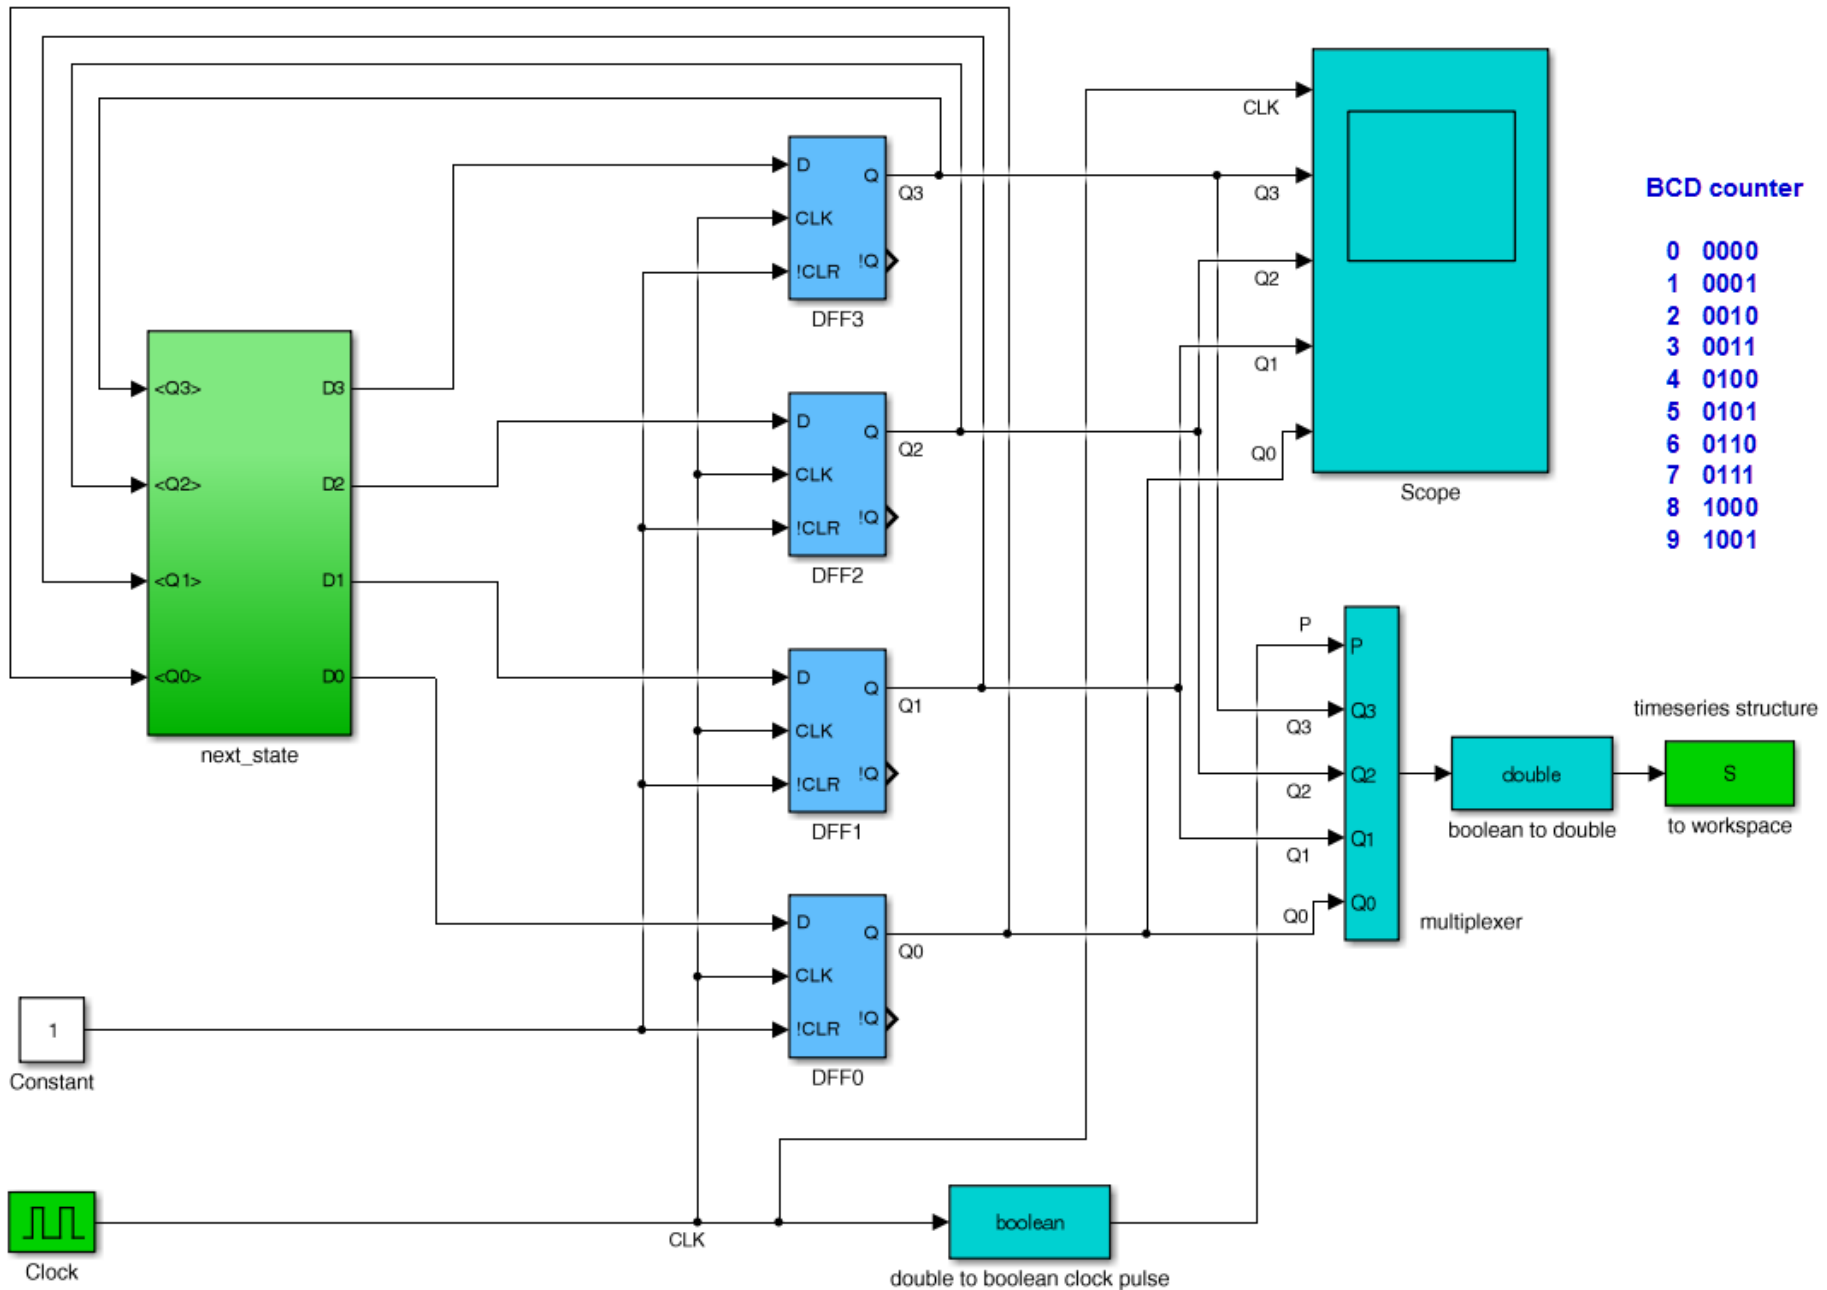 CLK
Q3
Q2
Q1
Q0
Scope
BCD counter
0 0000
1 0001
2 0010
3 0011
4 0100
5 0101
6 0110
7 0111
8 1000
9 1001
D
Q
CLK
!CLR
!Q
Q3
DFF3
<Q3>
D3
<Q2>
D2
<Q1>
D1
<Q0>
D0
next_state
D
Q
CLK
!CLR
!Q
Q2
DFF2
D
Q
CLK
!CLR
!Q
Q1
DFF1
D
Q
CLK
!CLR
!Q
Q0
DFF0
P
Q3
Q2
Q1
Q0
P
Q3
Q2
Q1
Q0
multiplexer
double
boolean to double
timeseries structure
S
to workspace
1
Constant
Clock
CLK
boolean
double to boolean clock pulse